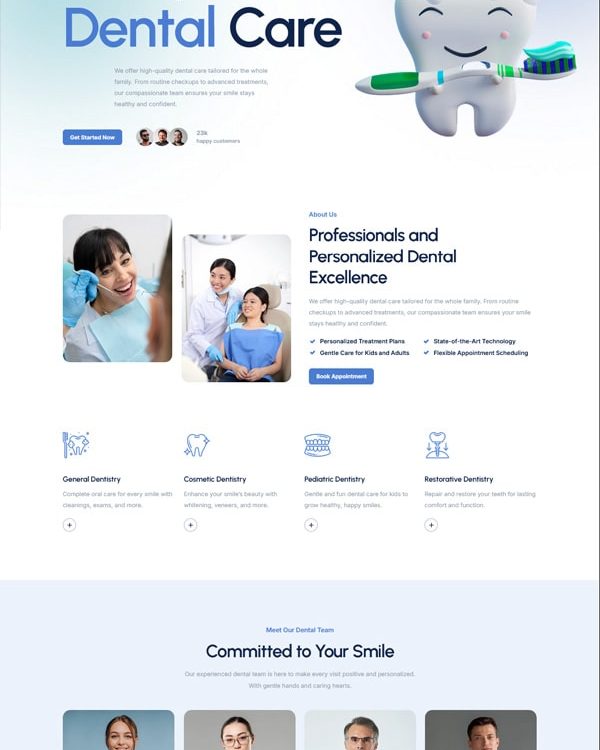 Dental Care
We offer high-quality dental care tailored for the whole
family. From routine checkups to advanced treatments,
our compassionate team ensures your smile stays
healthy and confident.
Get Started Now
23k
happy customers
About Us
Professionals and
Personalized Dental
Excellence
We offer high-quality dental care tailored for the whole family. From routine
checkups to advanced treatments, our compassionate team ensures your smile
stays healthy and confident.
Personalized Treatment Plans
State-of-the-Art Technology
Gentle Care for Kids and Adults
Flexible Appointment Scheduling
Book Appointment
General Dentistry
Complete oral care for every smile with
cleanings, exams, and more.
Cosmetic Dentistry
Enhance your smile's beauty with
whitening, veneers, and more.
Pediatric Dentistry
Gentle and fun dental care for kids to
grow healthy, happy smiles.
Restorative Dentistry
Repair and restore your teeth for lasting
comfort and function.
Meet Our Dental Team
Committed to Your Smile
Our experienced dental team is here to make every visit positive and personalized.
With gentle hands and caring hearts.